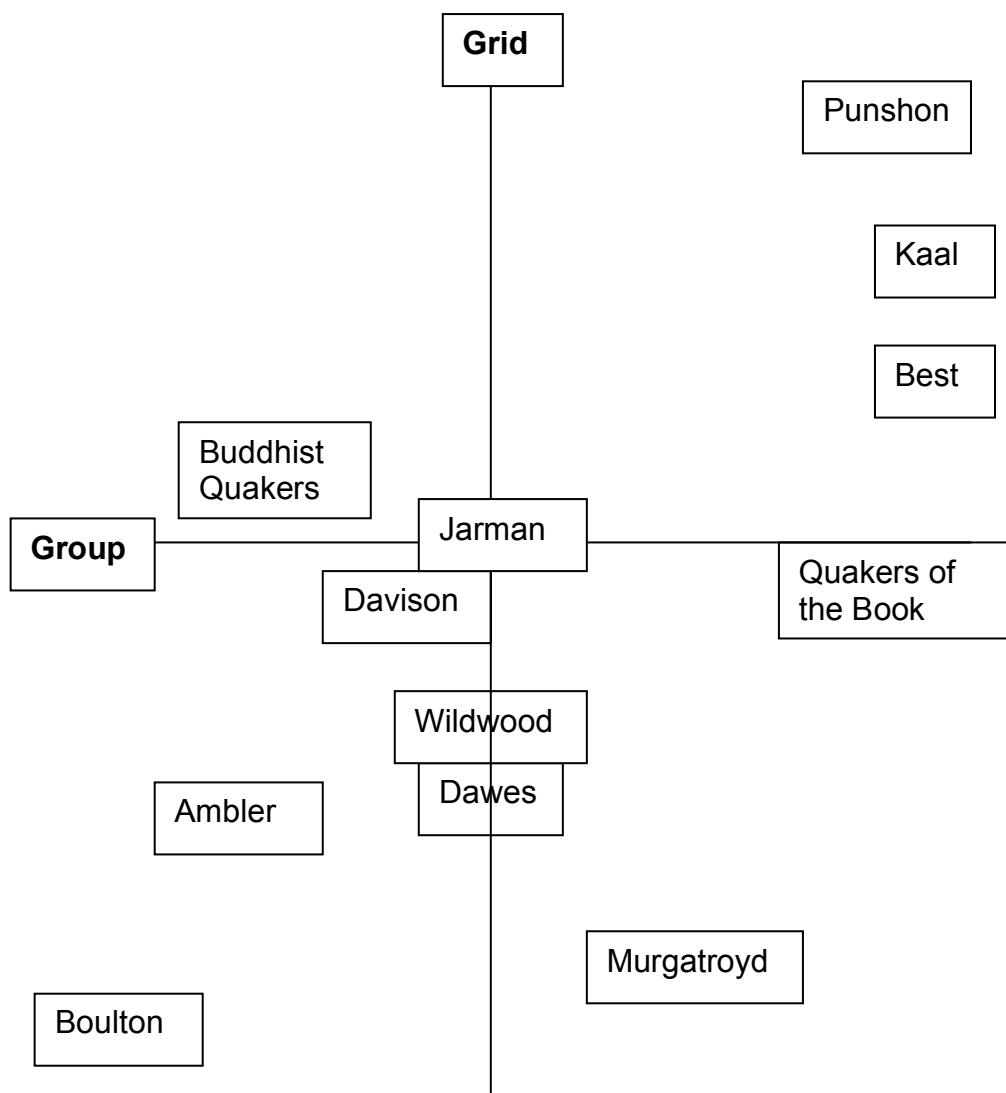 Grid
Punshon
Kaal
Best
Buddhist
Quakers
Jarman
Group
Quakers of
the Book
Davison
Wildwood
Dawes
Ambler
Murgatroyd
Boulton